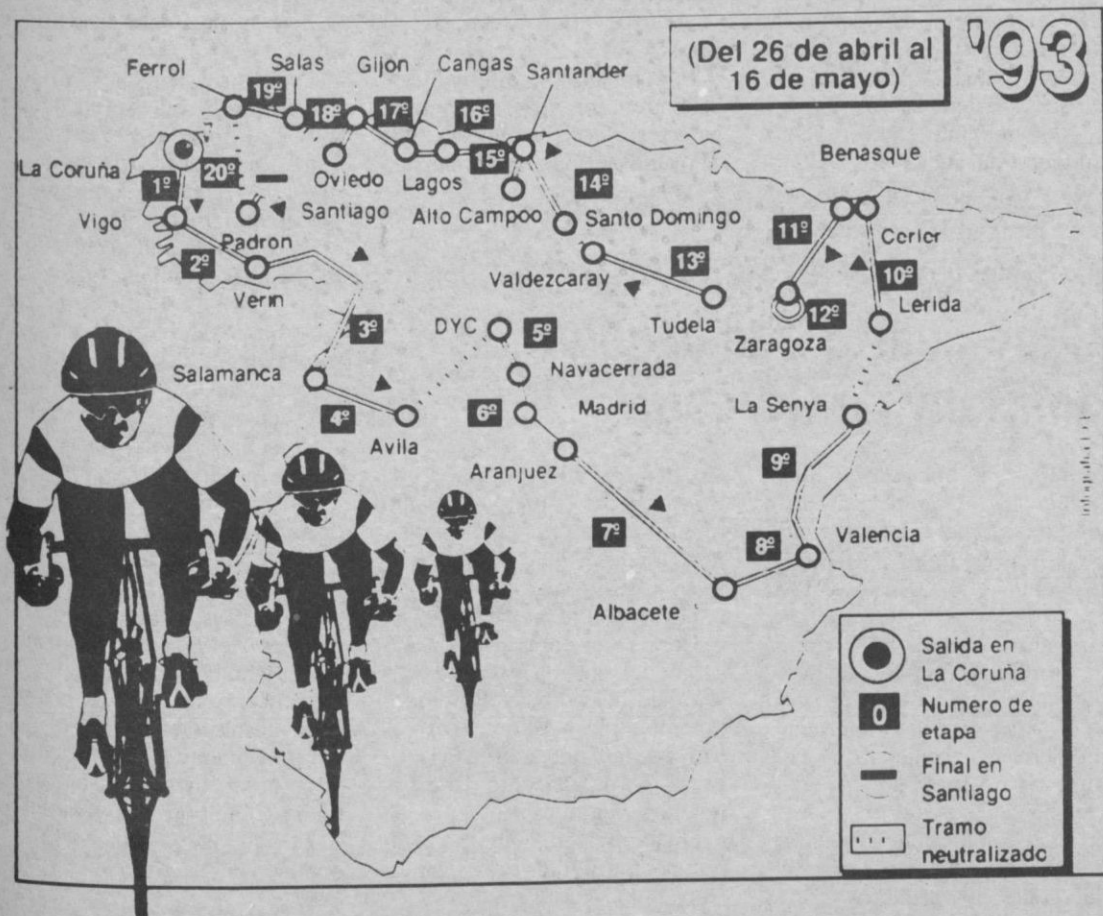 (Del 26 de abril al
16 de mayo)
'93
Ferrol
Salas
Gijon
Cangas
Santander
19º
18º
17º
16º
15º
La Coruña
1º
20º
Oviedo
Lagos
Alto Campoo
14º
Benasque
Vigo
Santiago
Santo Domingo
11º
Cerler
2º
Padron
Verin
Valdezcaray
13º
10º
Tudela
12º
Lerida
Zaragoza
3º
DYC
5º
Salamanca
Navacerrada
4º
6º
Madrid
La Senya
Avila
Aranjuez
9º
7º
8º
Valencia
Albacete
Salida en
La Coruña
0
Numero de
etapa
Final en
Santiago
Tramo
neutralizado